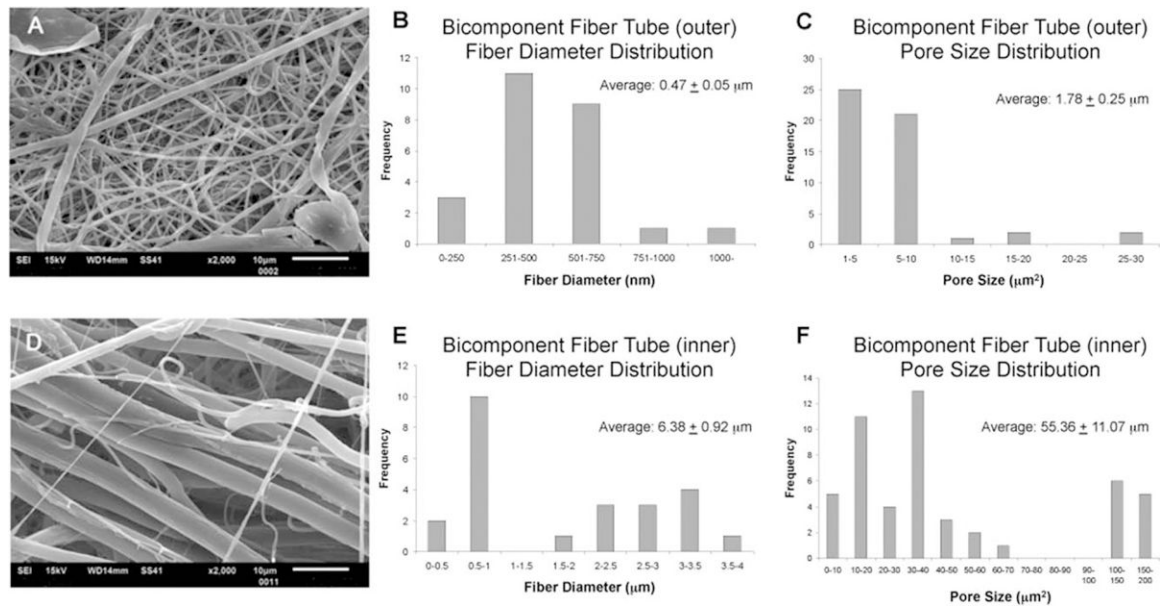 A
SEI 15kV WD14mm SS41 x2,000 10μm
0002
B
Bicomponent Fiber Tube (outer)
Fiber Diameter Distribution
Average: 0.47 ± 0.05 μm
12
10
8
6
4
2
0
Frequency
0-250 251-500 501-750 751-1000 1000-
Fiber Diameter (nm)
C
Bicomponent Fiber Tube (outer)
Pore Size Distribution
Average: 1.78 ± 0.25 μm
30
25
20
15
10
5
0
Frequency
1-5 5-10 10-15 15-20 20-25 25-30
Pore Size (μm²)
D
SEI 15kV WD14mm SS41 x2,000 10μm
0011
E
Bicomponent Fiber Tube (inner)
Fiber Diameter Distribution
Average: 6.38 ± 0.92 μm
12
10
8
6
4
2
0
Frequency
0-0.5 0.5-1 1-1.5 1.5-2 2-2.5 2.5-3 3-3.5 3.5-4
Fiber Diameter (μm)
F
Bicomponent Fiber Tube (inner)
Pore Size Distribution
Average: 55.36 ± 11.07 μm
14
12
10
8
6
4
2
0
Frequency
0-10 10-20 20-30 30-40 40-50 50-60 60-70 70-80 80-90 90-100 100-150 150-200
Pore Size (μm²)